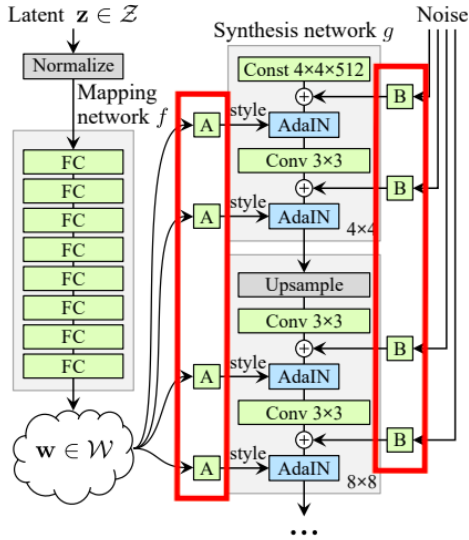 Latent z ∈ Z
Normalize
Mapping
network f
FC
FC
FC
FC
FC
FC
FC
FC
w ∈ W
A
A
A
A
style
style
style
style
Synthesis network g
Const 4×4×512
+
AdaIN
Conv 3×3
+
AdaIN
4×4
Upsample
Conv 3×3
+
AdaIN
Conv 3×3
+
AdaIN
8×8
...
Noise
B
B
B
B